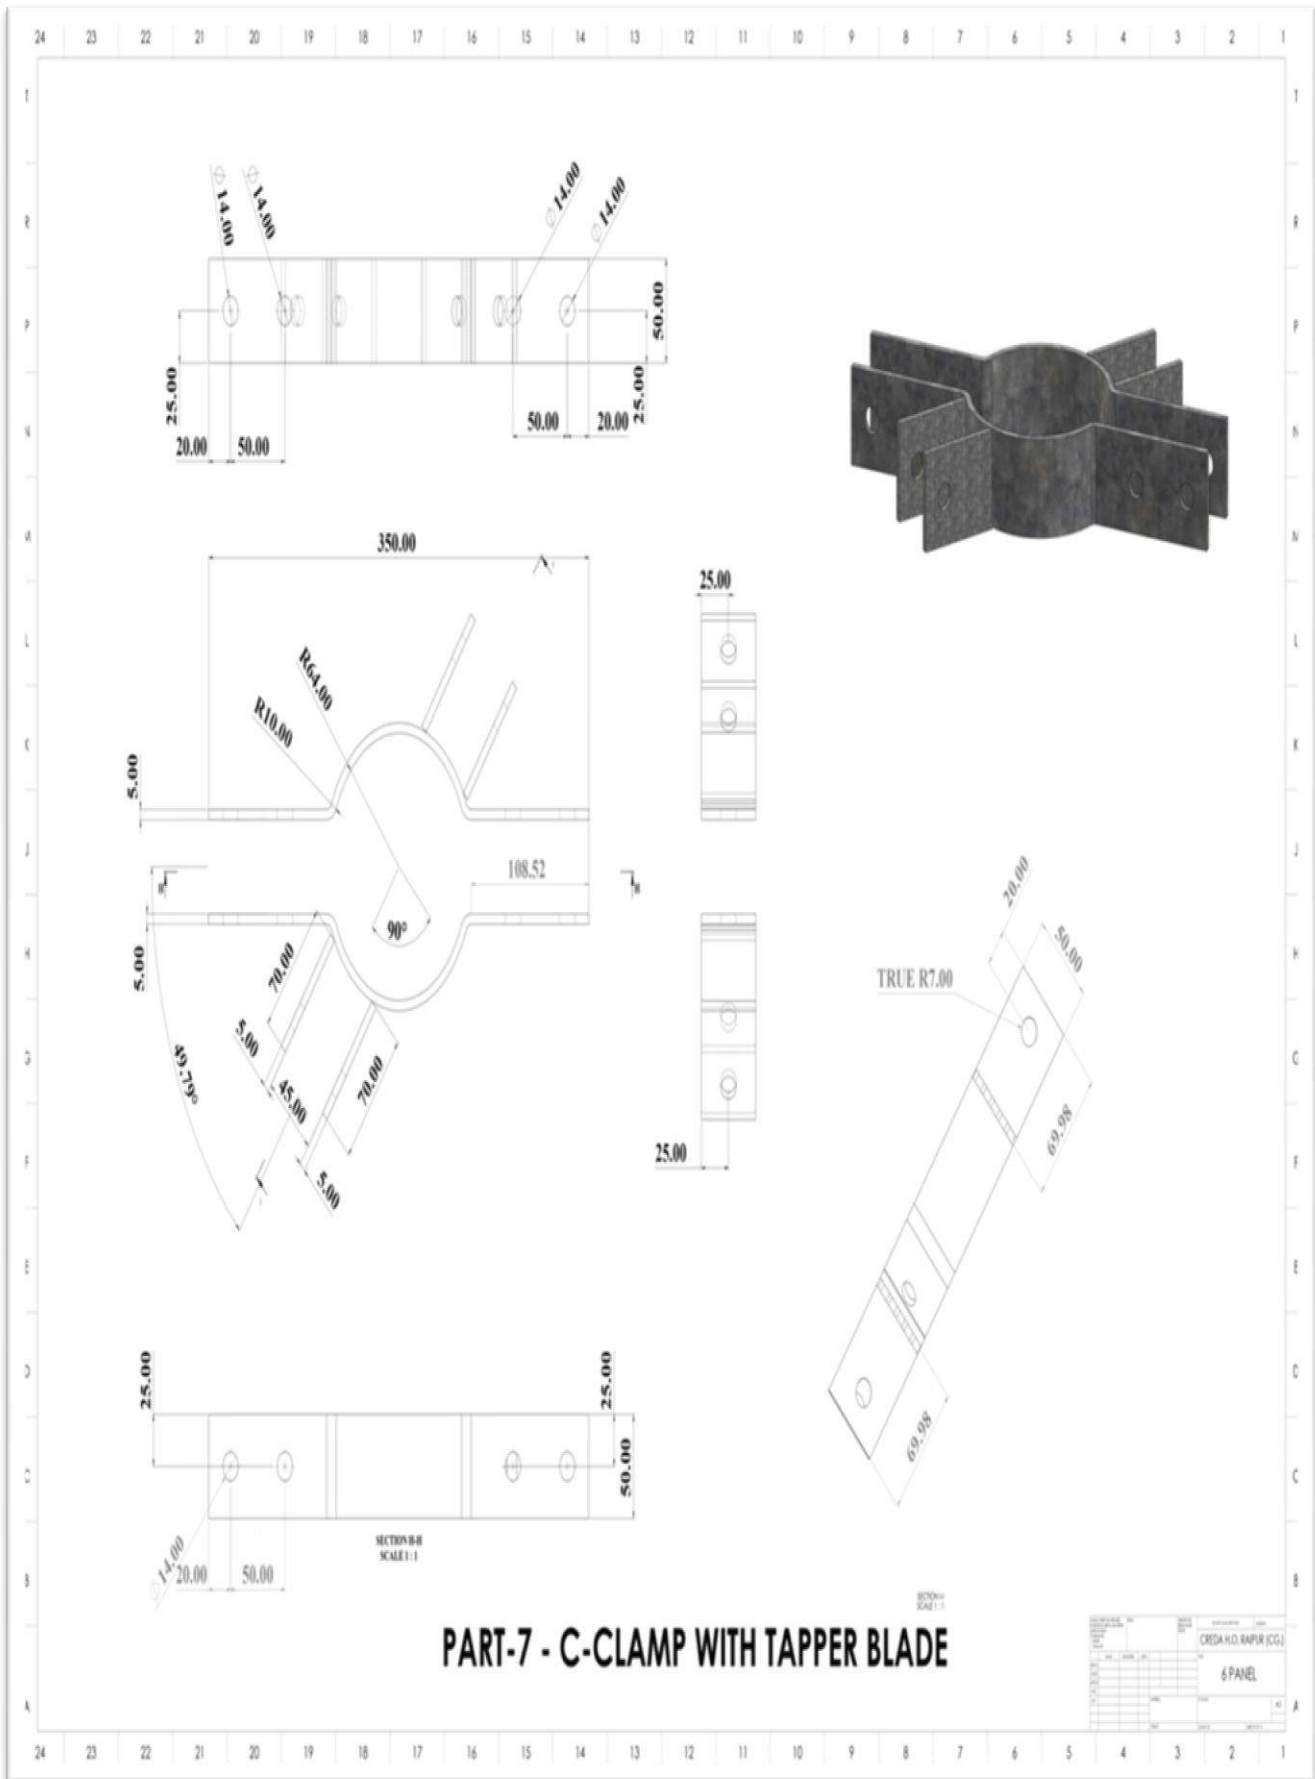 24 23 22 21 20 19 18 17 16 15 14 13 12 11 10 9 8 7 6 5 4 3 2 1
T T
R R
P P
N
M
L L
K
J J
H
G
F
E
D
C
B B
A A
⌀ 14.00
⌀ 14.00
⌀ 14.00
⌀ 14.00
50.00
25.00
25.00
20.00 50.00
50.00 20.00
350.00
R64.00
R10.00
5.00
108.52
90°
H H
5.00
70.00
5.00
45.00
70.00
5.00
49.79°
25.00
25.00
20.00
50.00
TRUE R7.00
69.98
69.98
25.00
25.00
50.00
⌀ 14.00
20.00 50.00
SECTION H-H
SCALE 1 : 1
SCALE 1 : 1
PART-7 - C-CLAMP WITH TAPPER BLADE
CREDA H.O. RAIPUR (CG.)
6 PANEL
24 23 22 21 20 19 18 17 16 15 14 13 12 11 10 9 8 7 6 5 4 3 2 1